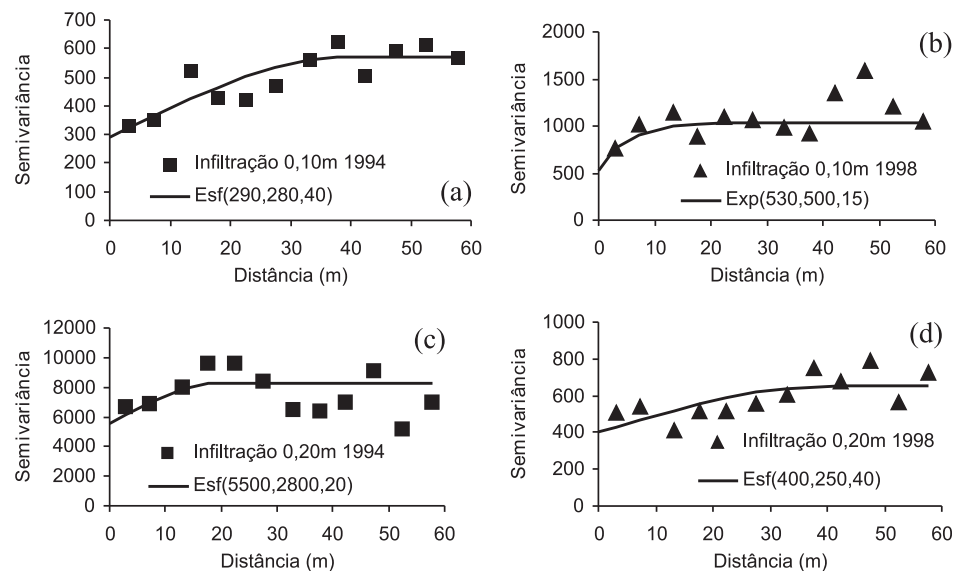 700
600
500
400
300
200
100
0
Semivariância
Infiltração 0,10m 1994
Esf(290,280,40)
(a)
0 10 20 30 40 50 60
Distância (m)
2000
1500
1000
500
0
Semivariância
(b)
Infiltração 0,10m 1998
Exp(530,500,15)
0 10 20 30 40 50 60
Distância (m)
12000
10000
8000
6000
4000
2000
0
Semivariância
(c)
Infiltração 0,20m 1994
Esf(5500,2800,20)
0 10 20 30 40 50 60
Distância (m)
1000
800
600
400
200
0
Semivariância
(d)
Infiltração 0,20m 1998
Esf(400,250,40)
0 10 20 30 40 50 60
Distância (m)